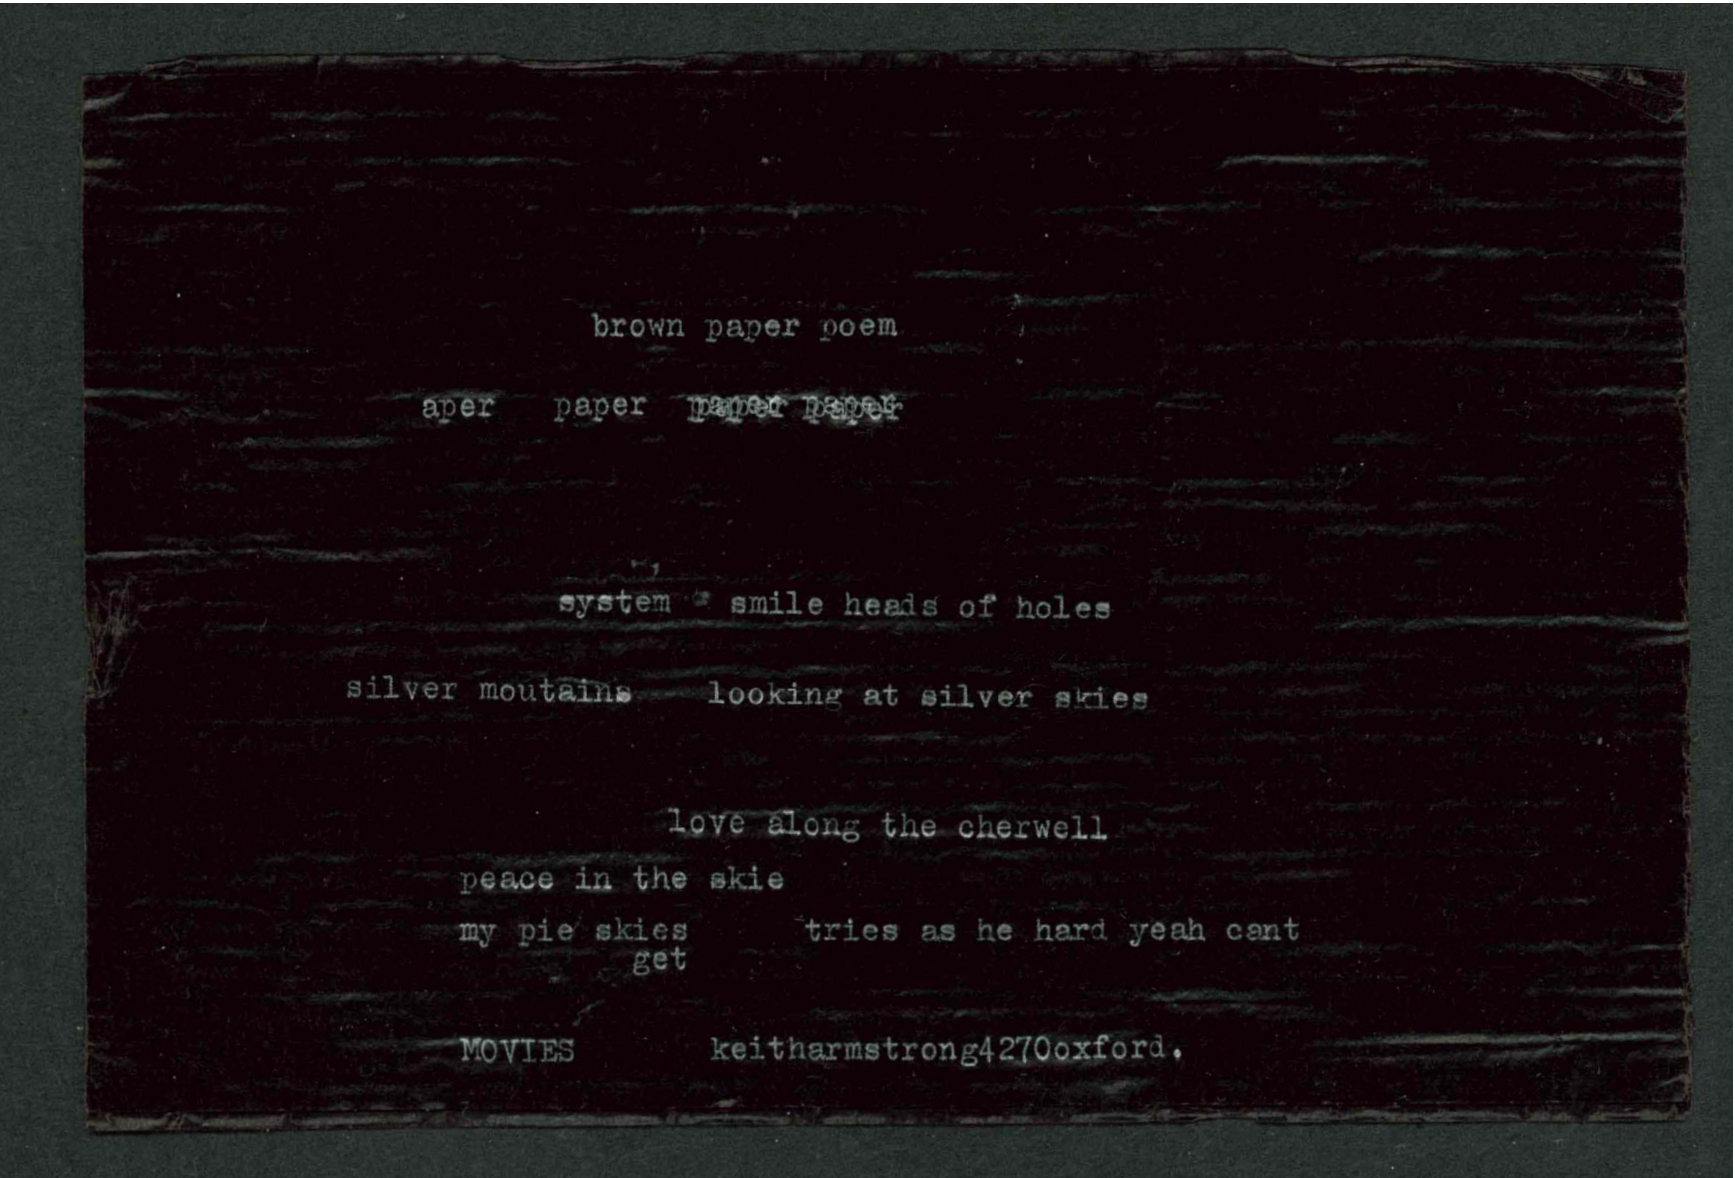 brown paper poem
aper paper paper paper
system smile heads of holes
silver moutains looking at silver skies
love along the cherwell
peace in the skie
my pie skies tries as he hard yeah cant
get
MOVIES keitharmstrong4270oxford.